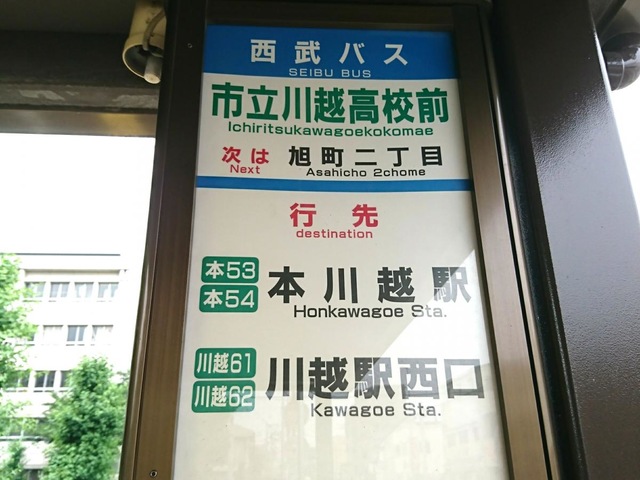 西武バス
SEIBU BUS
市立川越高校前
Ichiritsukawagoekokomae
次は 旭町二丁目
Next Asahicho 2chome
行先
destination
本53
本54
本川越駅
Honkawagoe Sta.
川越61
川越62
川越駅西口
Kawagoe Sta.